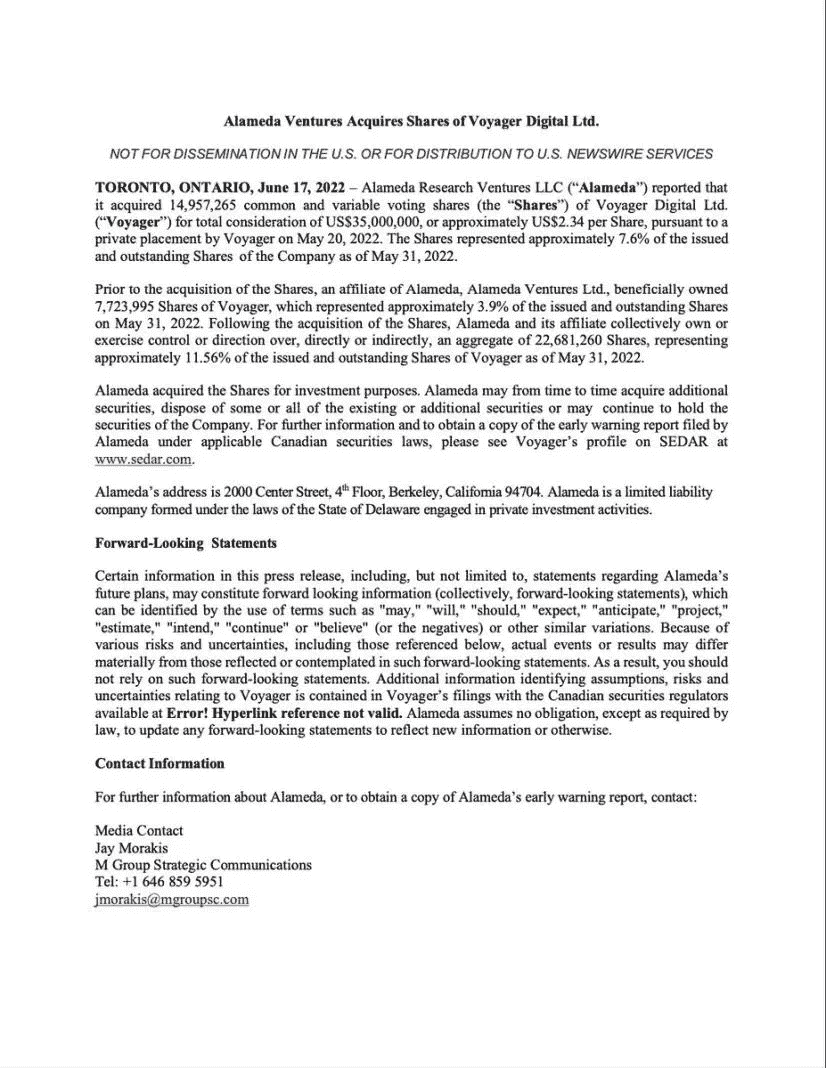 Alameda Ventures Acquires Shares of Voyager Digital Ltd.
NOT FOR DISSEMINATION IN THE U.S. OR FOR DISTRIBUTION TO U.S. NEWSWIRE SERVICES
TORONTO, ONTARIO, June 17, 2022 – Alameda Research Ventures LLC (“Alameda”) reported that
it acquired 14,957,265 common and variable voting shares (the “Shares”) of Voyager Digital Ltd.
(“Voyager”) for total consideration of US$35,000,000, or approximately US$2.34 per Share, pursuant to a
private placement by Voyager on May 20, 2022. The Shares represented approximately 7.6% of the issued
and outstanding Shares of the Company as of May 31, 2022.
Prior to the acquisition of the Shares, an affiliate of Alameda, Alameda Ventures Ltd., beneficially owned
7,723,995 Shares of Voyager, which represented approximately 3.9% of the issued and outstanding Shares
on May 31, 2022. Following the acquisition of the Shares, Alameda and its affiliate collectively own or
exercise control or direction over, directly or indirectly, an aggregate of 22,681,260 Shares, representing
approximately 11.56% of the issued and outstanding Shares of Voyager as of May 31, 2022.
Alameda acquired the Shares for investment purposes. Alameda may from time to time acquire additional
securities, dispose of some or all of the existing or additional securities or may continue to hold the
securities of the Company. For further information and to obtain a copy of the early warning report filed by
Alameda under applicable Canadian securities laws, please see Voyager’s profile on SEDAR at
www.sedar.com.
Alameda’s address is 2000 Center Street, 4th Floor, Berkeley, California 94704. Alameda is a limited liability
company formed under the laws of the State of Delaware engaged in private investment activities.
Forward-Looking Statements
Certain information in this press release, including, but not limited to, statements regarding Alameda’s
future plans, may constitute forward looking information (collectively, forward-looking statements), which
can be identified by the use of terms such as "may," "will," "should," "expect," "anticipate," "project,"
"estimate," "intend," "continue" or "believe" (or the negatives) or other similar variations. Because of
various risks and uncertainties, including those referenced below, actual events or results may differ
materially from those reflected or contemplated in such forward-looking statements. As a result, you should
not rely on such forward-looking statements. Additional information identifying assumptions, risks and
uncertainties relating to Voyager is contained in Voyager’s filings with the Canadian securities regulators
available at Error! Hyperlink reference not valid. Alameda assumes no obligation, except as required by
law, to update any forward-looking statements to reflect new information or otherwise.
Contact Information
For further information about Alameda, or to obtain a copy of Alameda’s early warning report, contact:
Media Contact
Jay Morakis
M Group Strategic Communications
Tel: +1 646 859 5951
jmorakis@mgroupsc.com